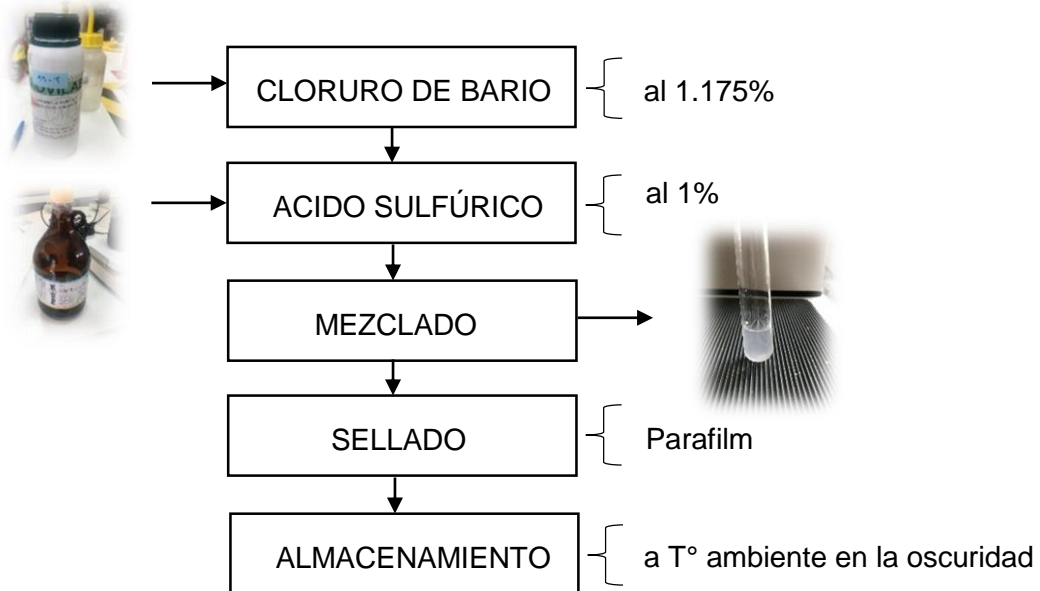 CLORURO DE BARIO
al 1.175%
ACIDO SULFÚRICO
al 1%
MEZCLADO
SELLADO
Parafilm
ALMACENAMIENTO
a T° ambiente en la oscuridad